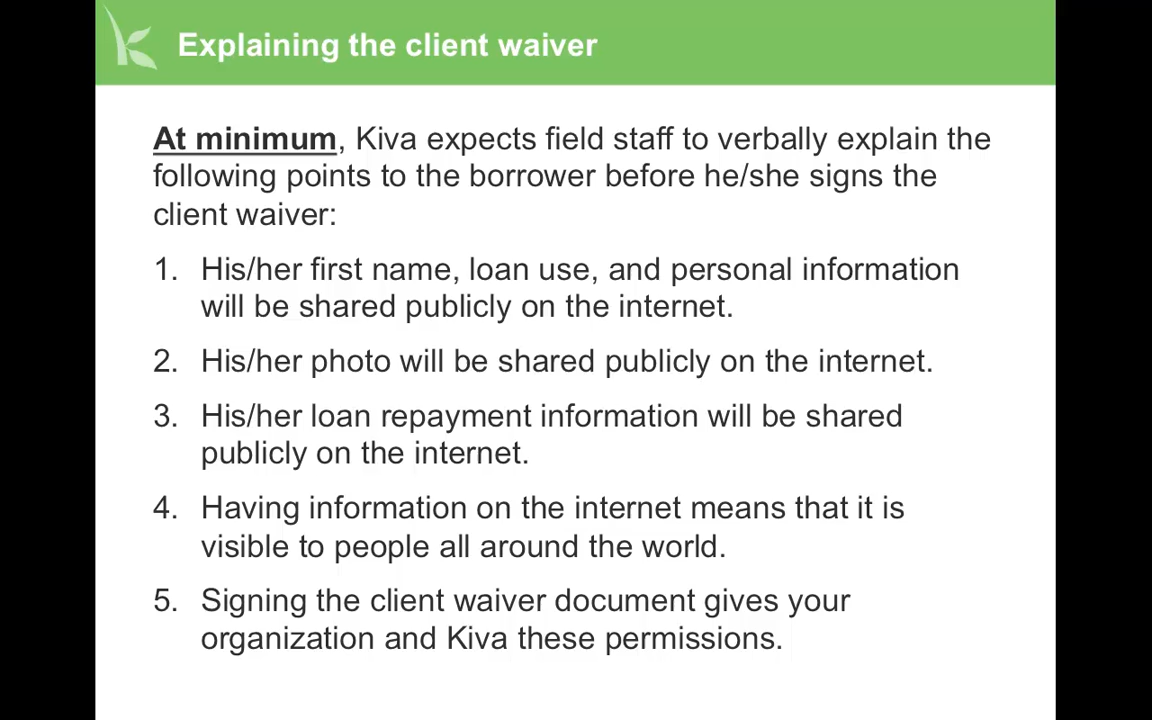 Explaining the client waiver
At minimum, Kiva expects field staff to verbally explain the
following points to the borrower before he/she signs the
client waiver:
1. His/her first name, loan use, and personal information
will be shared publicly on the internet.
2. His/her photo will be shared publicly on the internet.
3. His/her loan repayment information will be shared
publicly on the internet.
4. Having information on the internet means that it is
visible to people all around the world.
5. Signing the client waiver document gives your
organization and Kiva these permissions.